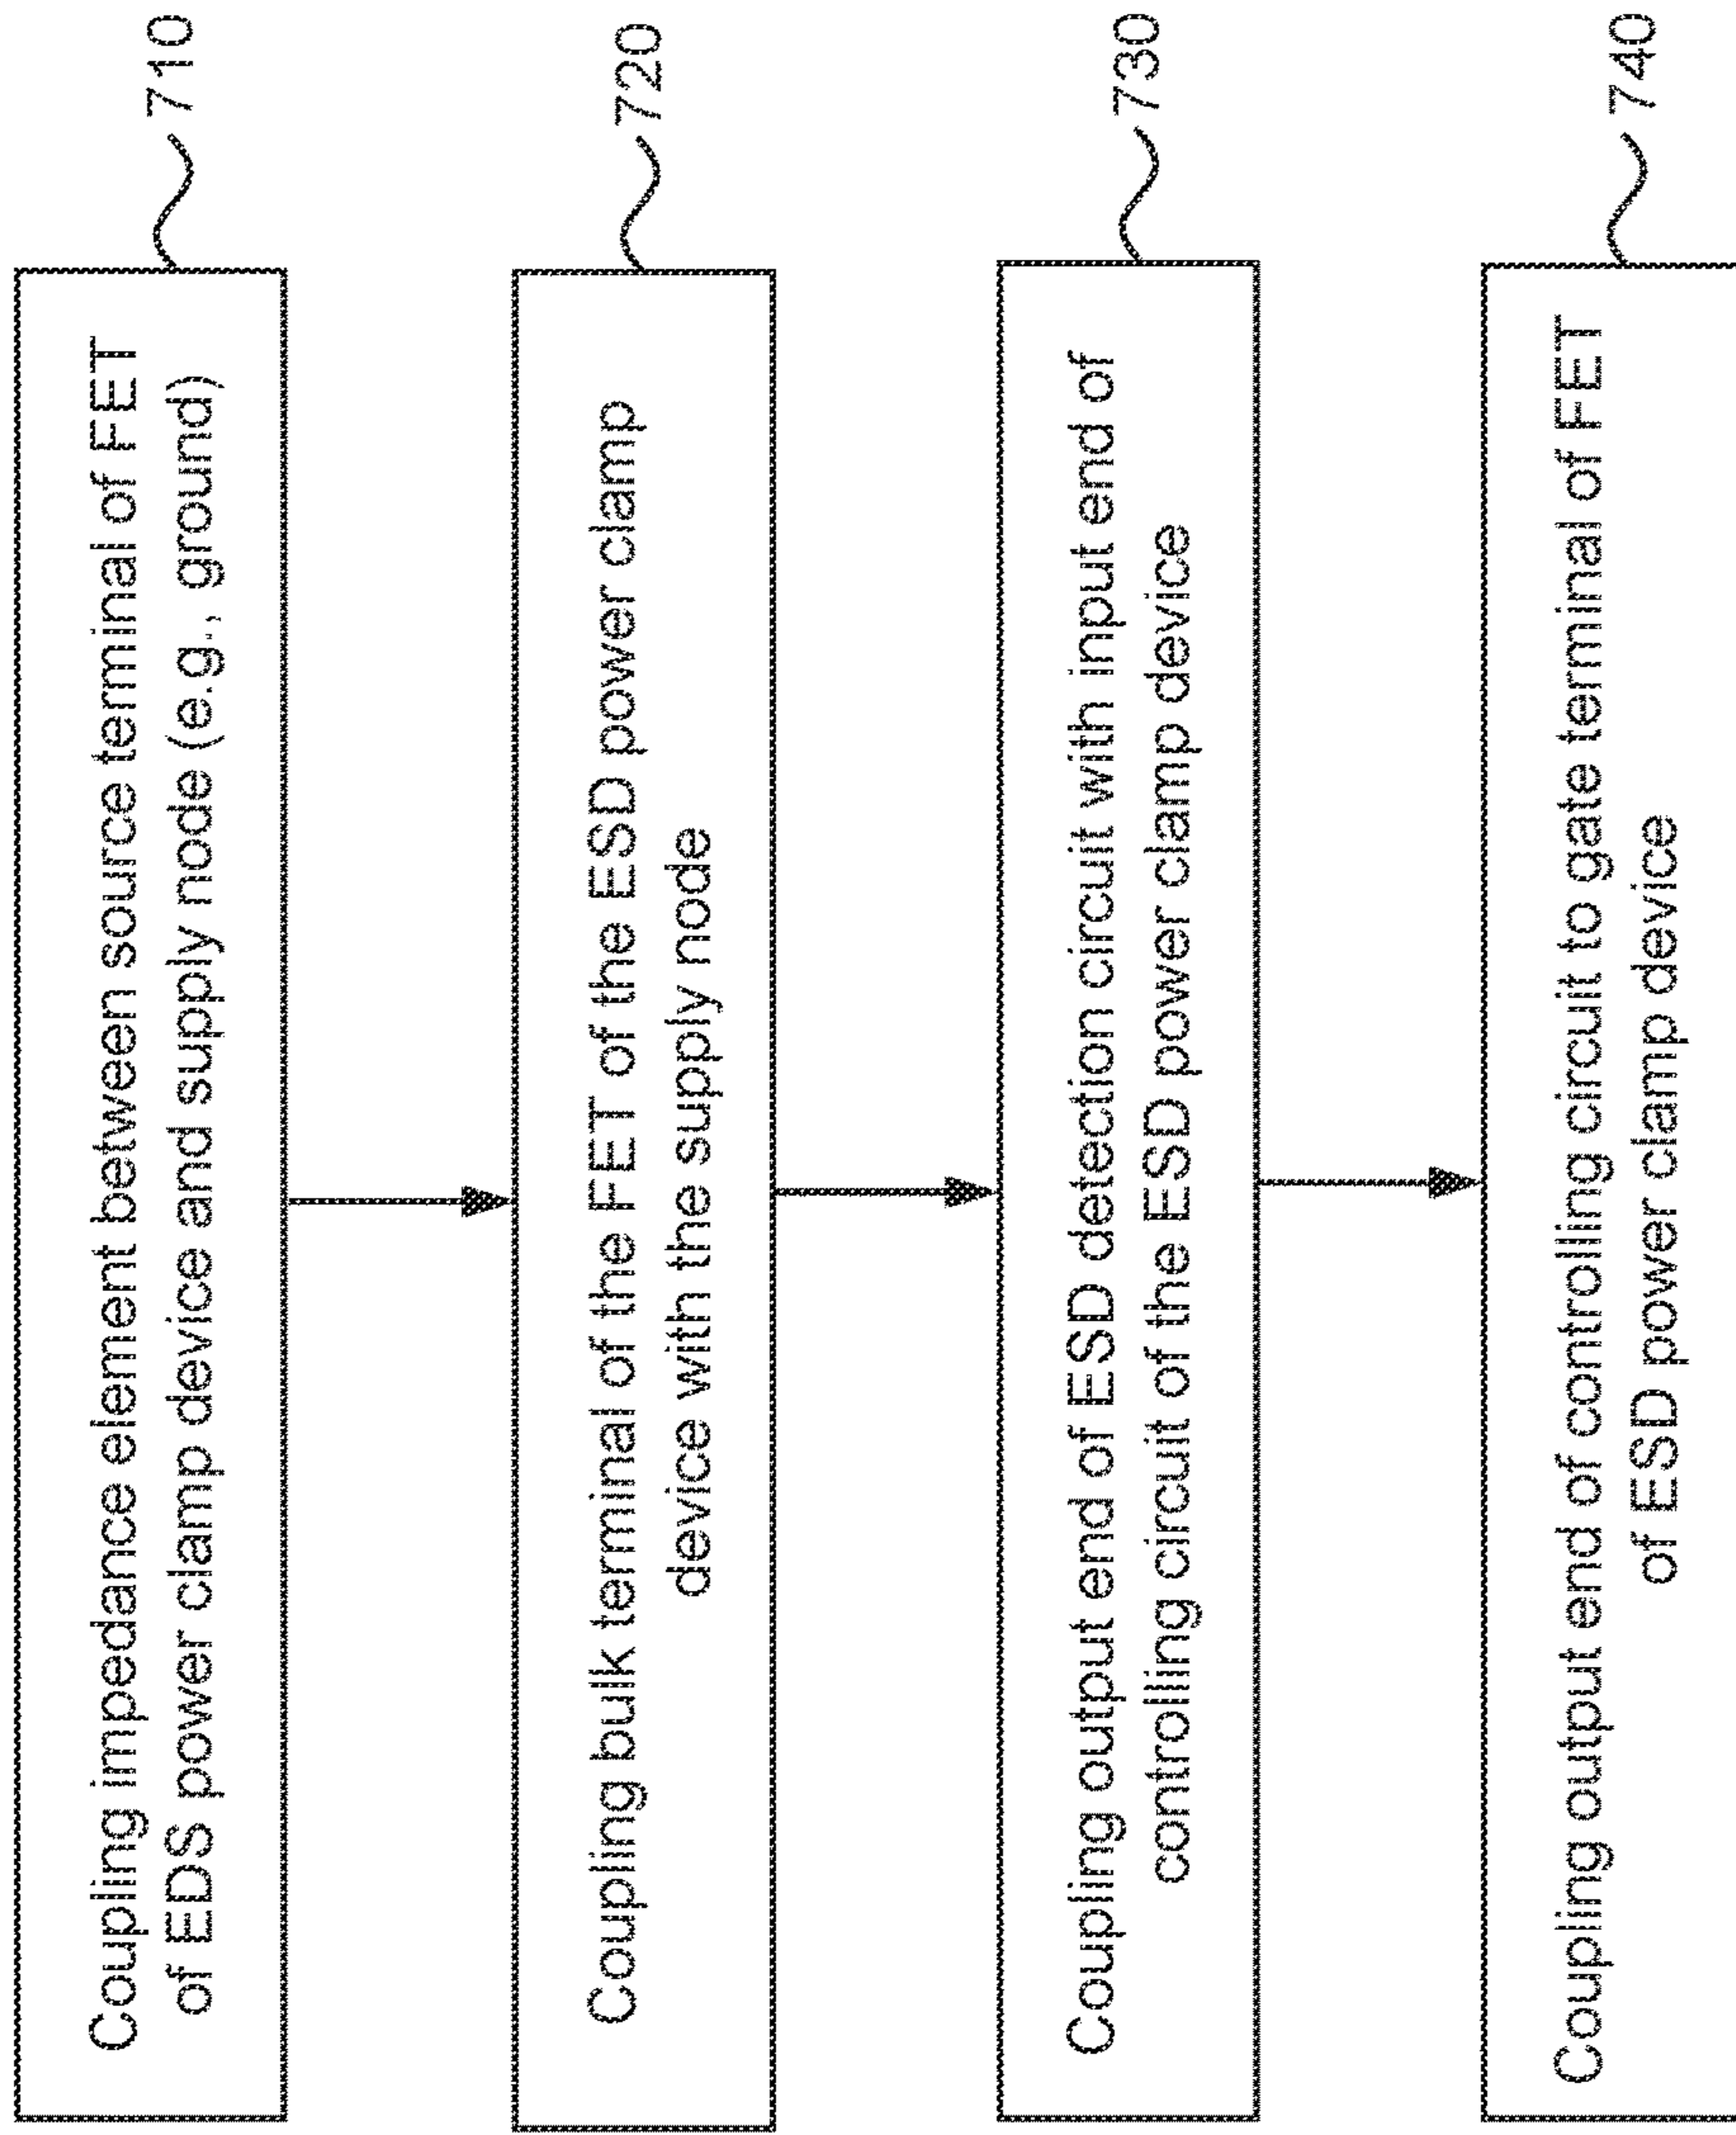 Coupling impedance element between source terminal of FET
of EDS power clamp device and supply node (e.g., ground)
710
Coupling bulk terminal of the FET of the ESD power clamp
device with the supply node
720
Coupling output end of ESD detection circuit with input end of
controlling circuit of the ESD power clamp device
730
Coupling output end of controlling circuit to gate terminal of FET
of ESD power clamp device
740